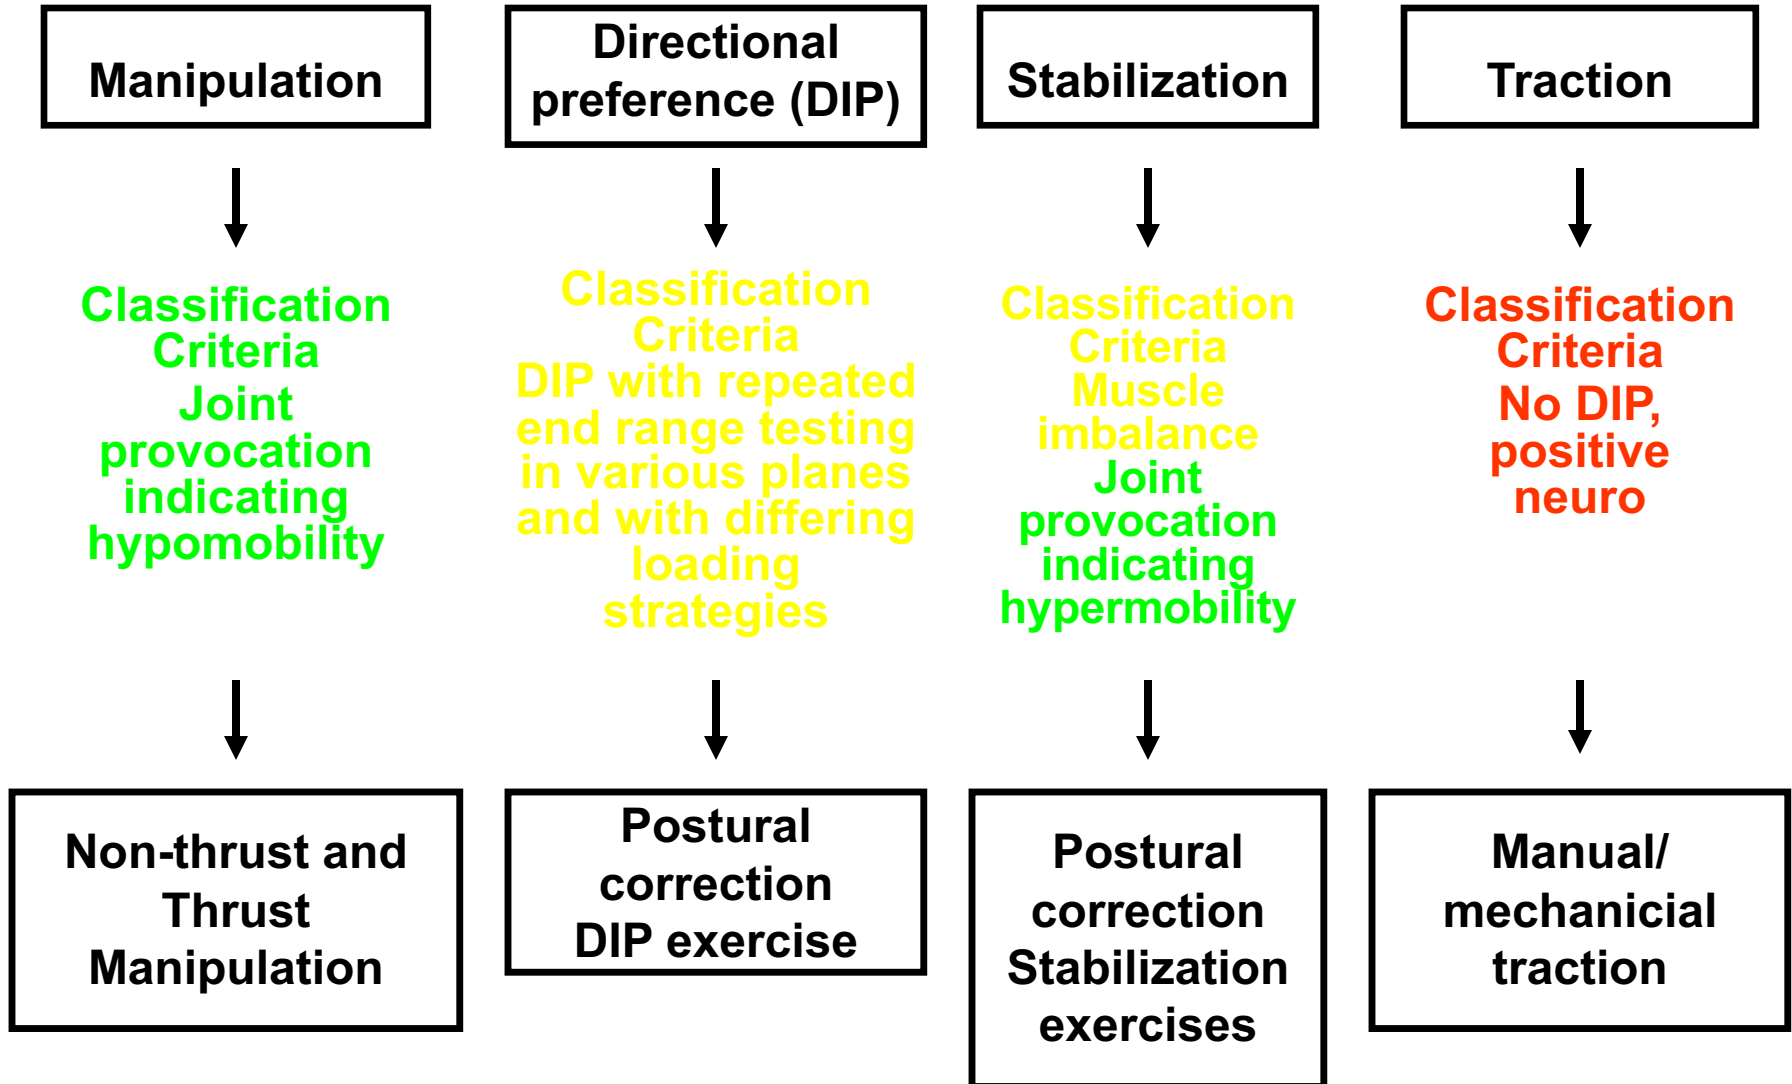 Manipulation
Directional
preference (DIP)
Stabilization
Traction
Classification
Criteria
Joint
provocation
indicating
hypomobility
Classification
Criteria
DIP with repeated
end range testing
in various planes
and with differing
loading
strategies
Classification
Criteria
Muscle
imbalance
Joint
provocation
indicating
hypermobility
Classification
Criteria
No DIP,
positive
neuro
Non-thrust and
Thrust
Manipulation
Postural
correction
DIP exercise
Postural
correction
Stabilization
exercises
Manual/
mechanicial
traction